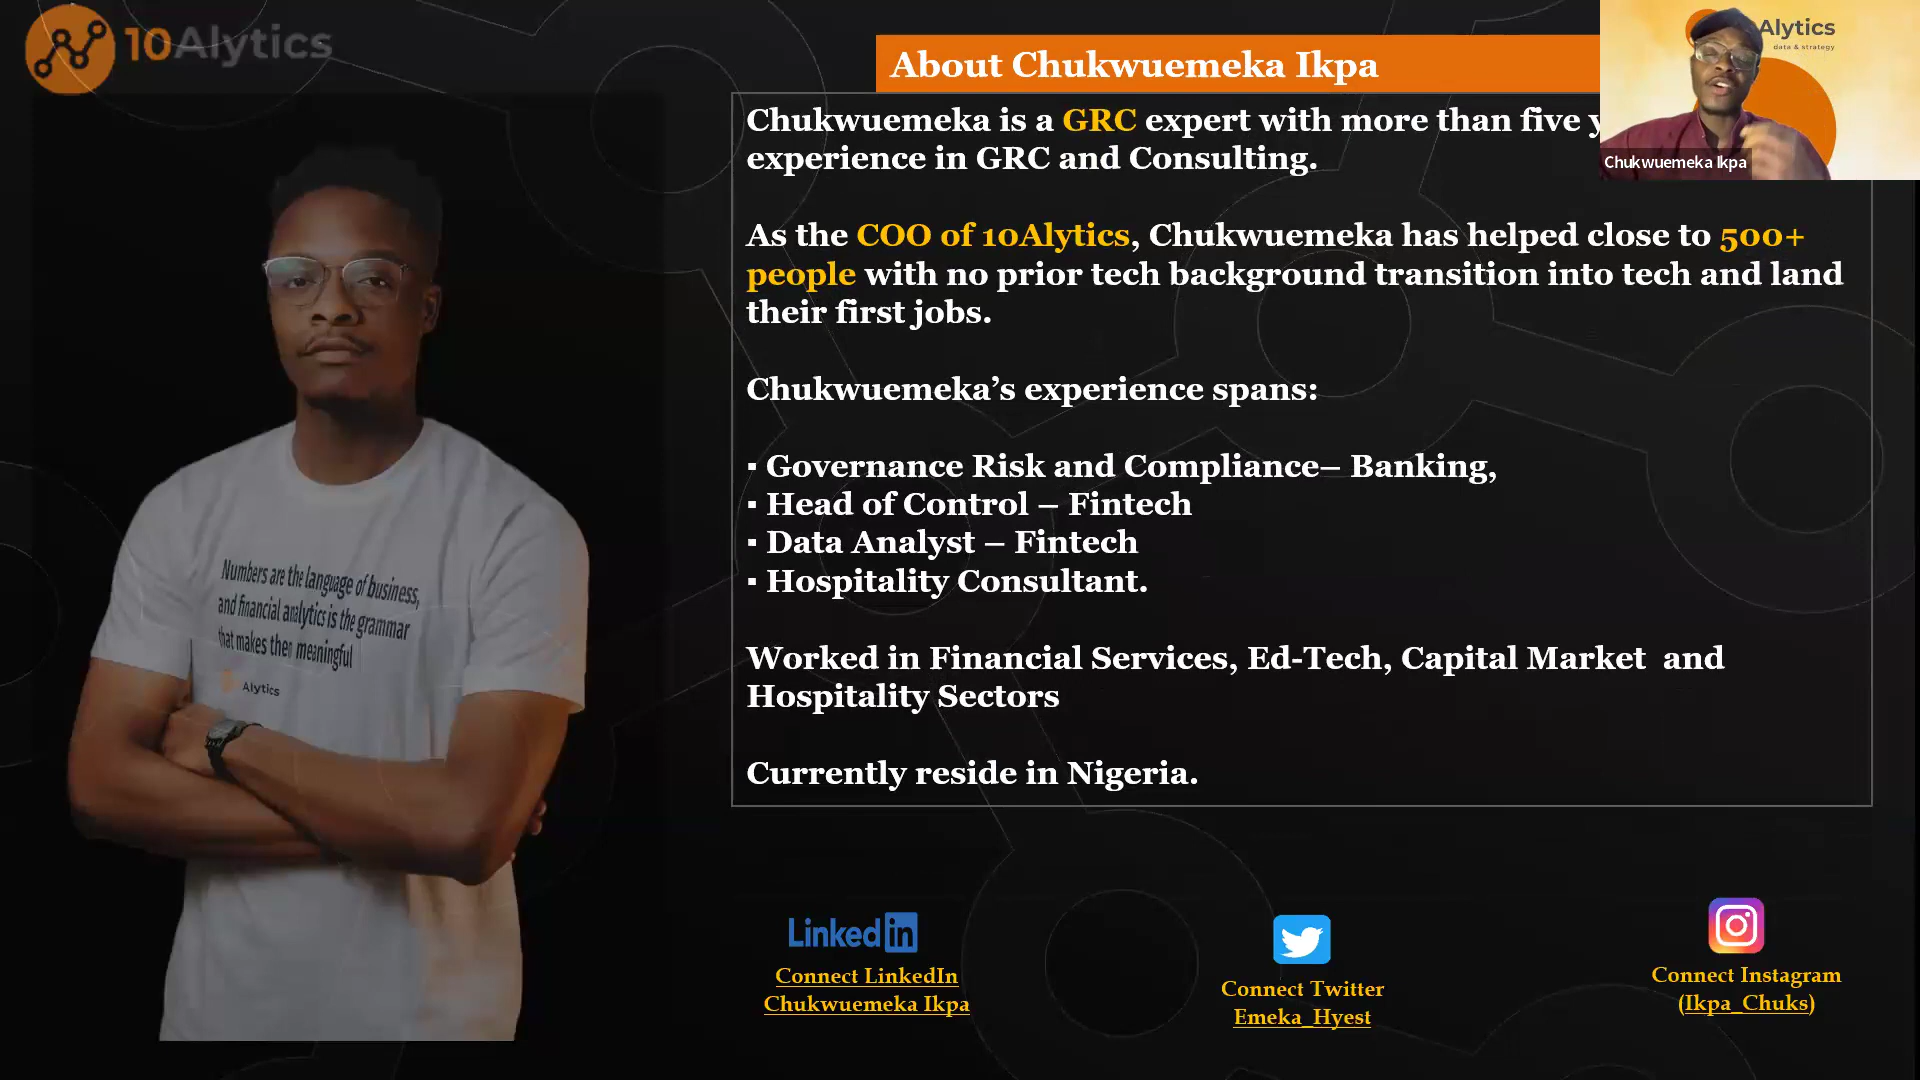 10Alytics
About Chukwuemeka Ikpa
Alytics
data & strategy
Chukwuemeka Ikpa
Chukwuemeka is a GRC expert with more than five
experience in GRC and Consulting.
As the COO of 10Alytics, Chukwuemeka has helped close to 500+
people with no prior tech background transition into tech and land
their first jobs.
Chukwuemeka’s experience spans:
▪ Governance Risk and Compliance– Banking,
▪ Head of Control – Fintech
▪ Data Analyst – Fintech
▪ Hospitality Consultant.
Worked in Financial Services, Ed-Tech, Capital Market and
Hospitality Sectors
Currently reside in Nigeria.
Numbers are the language of business,
and financial analytics is the grammar
that makes them meaningful
Alytics
Linked in
Connect LinkedIn
Chukwuemeka Ikpa
Connect Twitter
Emeka_Hyest
Connect Instagram
(Ikpa_Chuks)